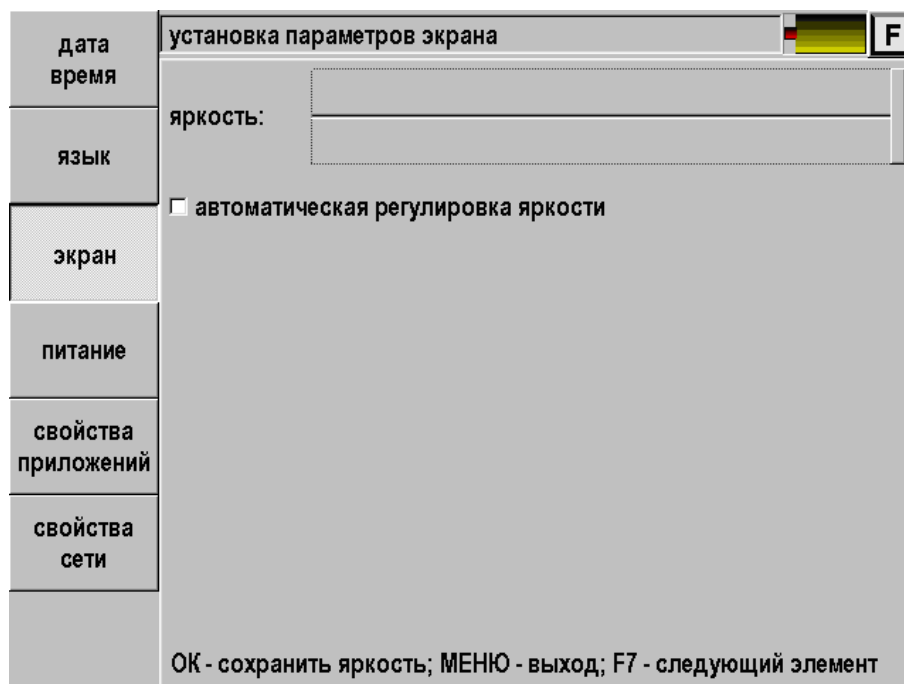 дата
время
язык
экран
питание
свойства
приложений
свойства
сети
установка параметров экрана
F
яркость:
автоматическая регулировка яркости
ОК - сохранить яркость; МЕНЮ - выход; F7 - следующий элемент